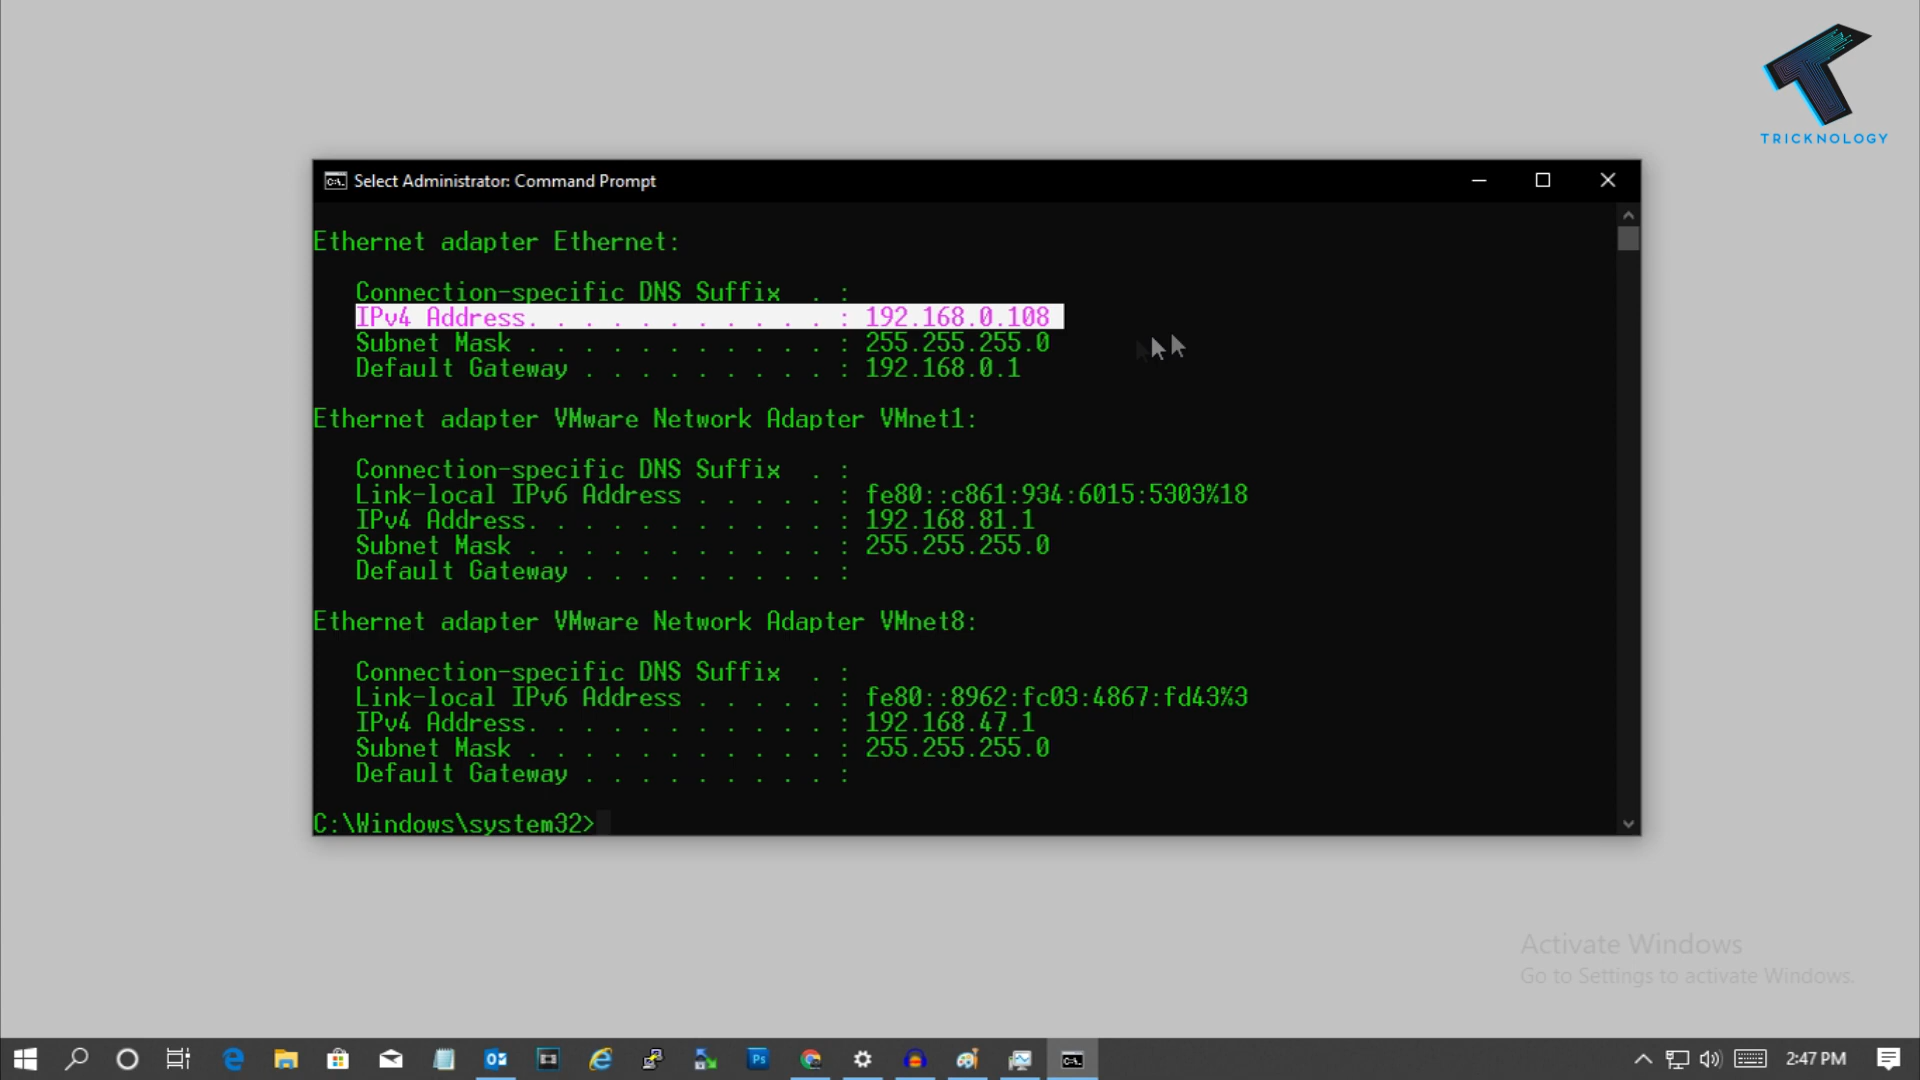 TRICKNOLOGY
Select Administrator: Command Prompt
Ethernet adapter Ethernet:
Connection-specific DNS Suffix . :
IPv4 Address. . . . . . . . . . . : 192.168.0.108
Subnet Mask . . . . . . . . . . . : 255.255.255.0
Default Gateway . . . . . . . . . : 192.168.0.1
Ethernet adapter VMware Network Adapter VMnet1:
Connection-specific DNS Suffix . :
Link-local IPv6 Address . . . . . : fe80::c861:934:6015:5303%18
IPv4 Address. . . . . . . . . . . : 192.168.81.1
Subnet Mask . . . . . . . . . . . : 255.255.255.0
Default Gateway . . . . . . . . . :
Ethernet adapter VMware Network Adapter VMnet8:
Connection-specific DNS Suffix . :
Link-local IPv6 Address . . . . . : fe80::8962:fc03:4867:fd43%3
IPv4 Address. . . . . . . . . . . : 192.168.47.1
Subnet Mask . . . . . . . . . . . : 255.255.255.0
Default Gateway . . . . . . . . . :
C:\Windows\system32>
Activate Windows
Go to Settings to activate Windows.
Ps
2:47 PM